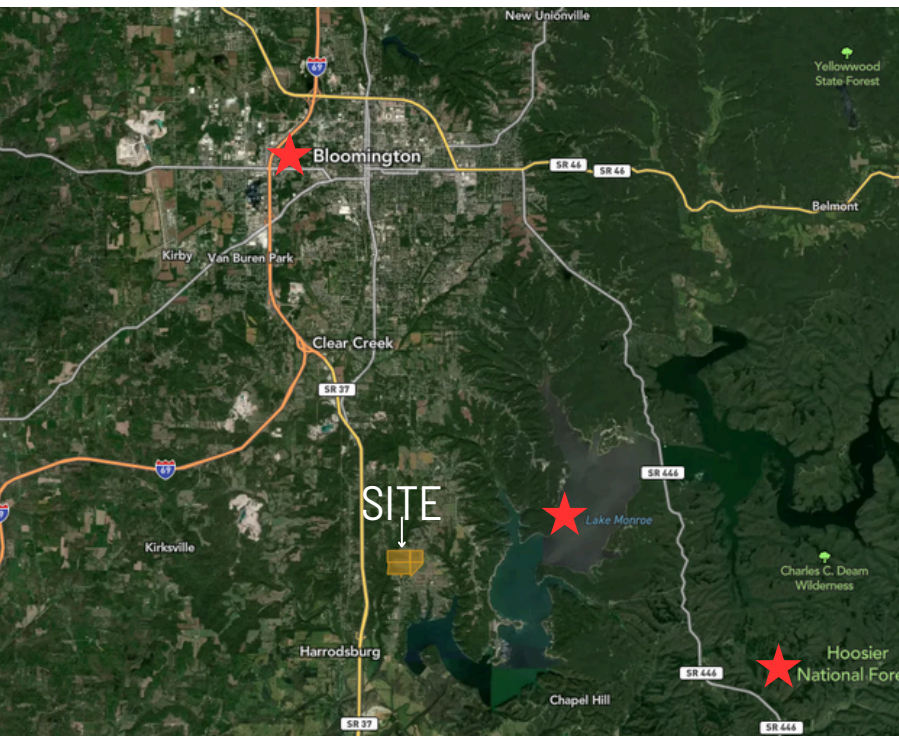 New Unionville
69
Yellowwood
State Forest
Bloomington
SR 46
SR 46
Belmont
Kirby
Van Buren Park
Clear Creek
SR 37
69
SR 446
SITE
Lake Monroe
Kirksville
Charles C. Deam
Wilderness
Harrodsburg
Hoosier
National Fore
SR 446
Chapel Hill
SR 37
SR 446